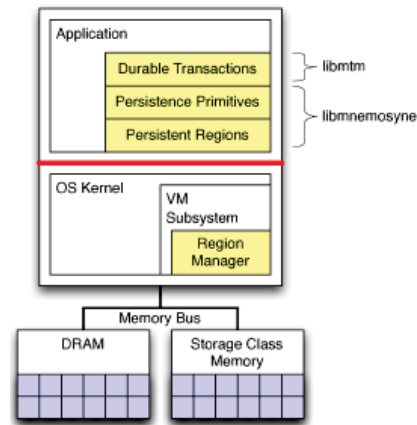 Application
Durable Transactions
libmtm
Persistence Primitives
libmnemosyne
Persistent Regions
OS Kernel
VM
Subsystem
Region
Manager
Memory Bus
DRAM
Storage Class
Memory